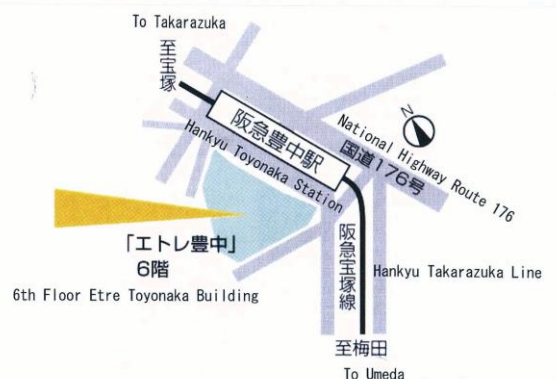 To Takarazuka
至宝塚
阪急豊中駅
Hankyu Toyonaka Station
N
National Highway Route 176
国道176号
「エトレ豊中」
6階
6th Floor Etre Toyonaka Building
阪急宝塚線
Hankyu Takarazuka Line
至梅田
To Umeda